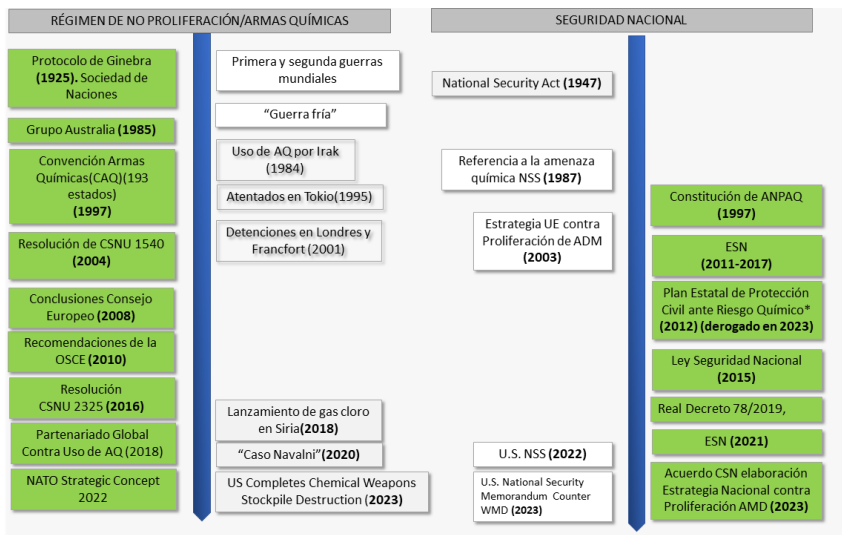 RÉGIMEN DE NO PROLIFERACIÓN/ARMAS QUÍMICAS
Protocolo de Ginebra
(1925). Sociedad de
Naciones
Grupo Australia (1985)
Convención Armas
Químicas(CAQ)(193
estados)
(1997)
Resolución de CSNU 1540
(2004)
Conclusiones Consejo
Europeo (2008)
Recomendaciones de la
OSCE (2010)
Resolución
CSNU 2325 (2016)
Partenariado Global
Contra Uso de AQ (2018)
NATO Strategic Concept
2022
Primera y segunda guerras
mundiales
“Guerra fría”
Uso de AQ por Irak
(1984)
Atentados en Tokio(1995)
Detenciones en Londres y
Francfort (2001)
Lanzamiento de gas cloro
en Siria(2018)
“Caso Navalni”(2020)
US Completes Chemical Weapons
Stockpile Destruction (2023)
SEGURIDAD NACIONAL
National Security Act (1947)
Referencia a la amenaza
química NSS (1987)
Estrategia UE contra
Proliferación de ADM
(2003)
U.S. NSS (2022)
U.S. National Security
Memorandum Counter
WMD (2023)
Constitución de ANPAQ
(1997)
ESN
(2011-2017)
Plan Estatal de Protección
Civil ante Riesgo Químico*
(2012) (derogado en 2023)
Ley Seguridad Nacional
(2015)
Real Decreto 78/2019,
ESN (2021)
Acuerdo CSN elaboración
Estrategia Nacional contra
Proliferación AMD (2023)